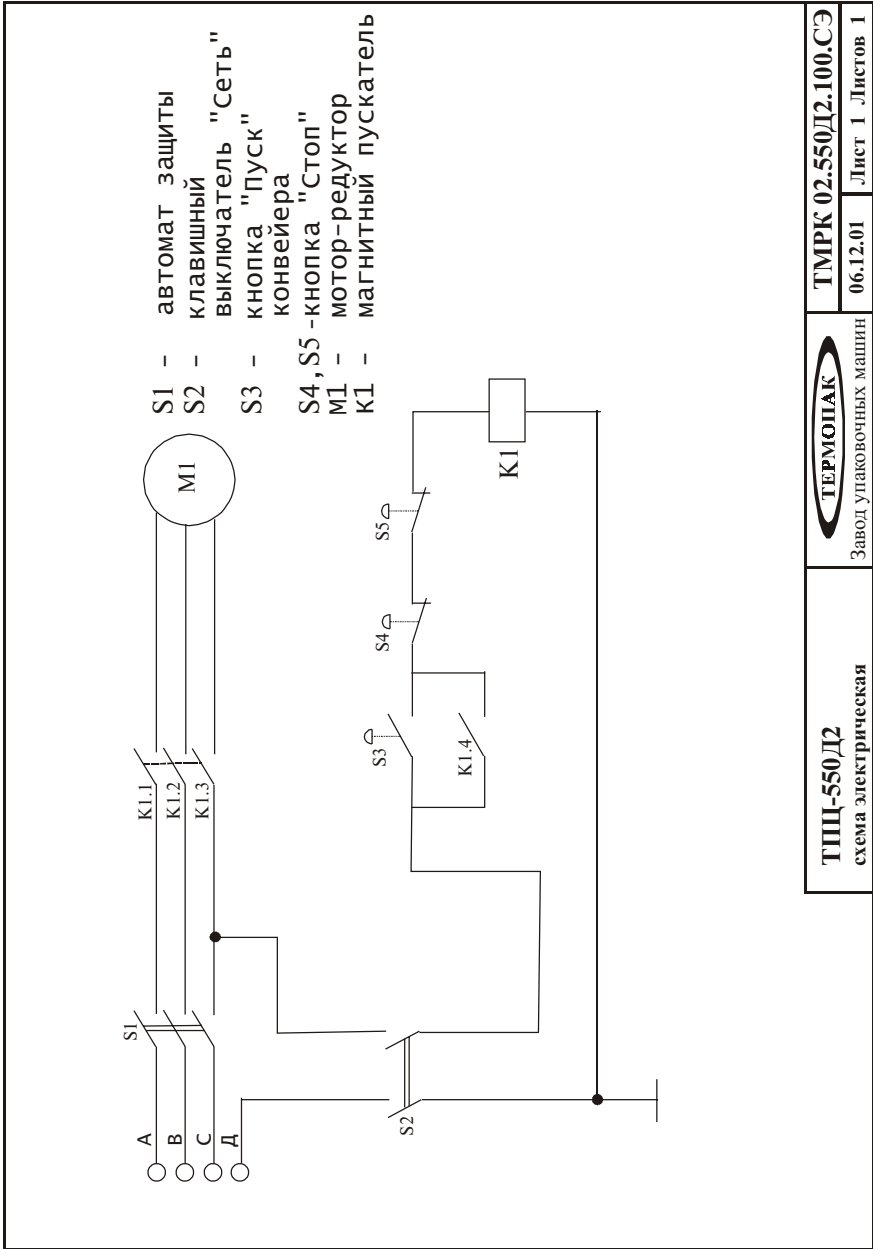 S1 - автомат защиты
S2 - клавишный
выключатель "Сеть"
S3 - кнопка "Пуск"
конвейера
S4,S5-кнопка "Стоп"
М1 - мотор-редуктор
К1 - магнитный пускатель
M1
K1.1
K1.2
K1.3
S1
А
В
С
Д
S2
S3
K1.4
S4
S5
K1
ТПЦ-550Д2
схема электрическая
ТЕРМОПАК
Завод упаковочных машин
ТМРК 02.550Д2.100.СЭ
06.12.01
Лист 1 Листов 1